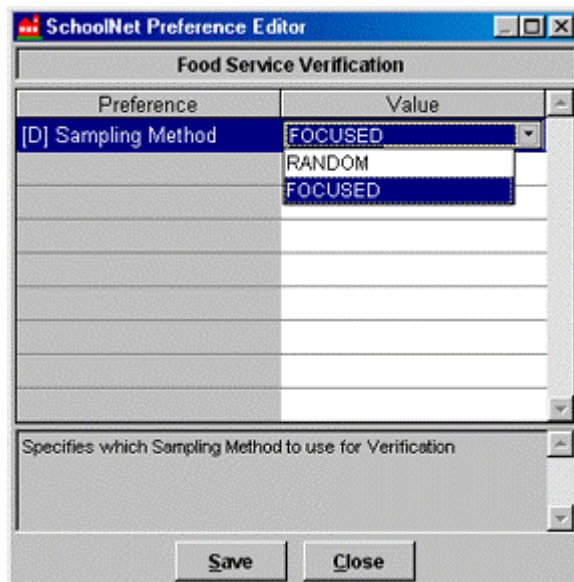 SchoolNet Preference Editor
Food Service Verification
Preference Value
[D] Sampling Method FOCUSED
RANDOM
FOCUSED
Specifies which Sampling Method to use for Verification
Save Close